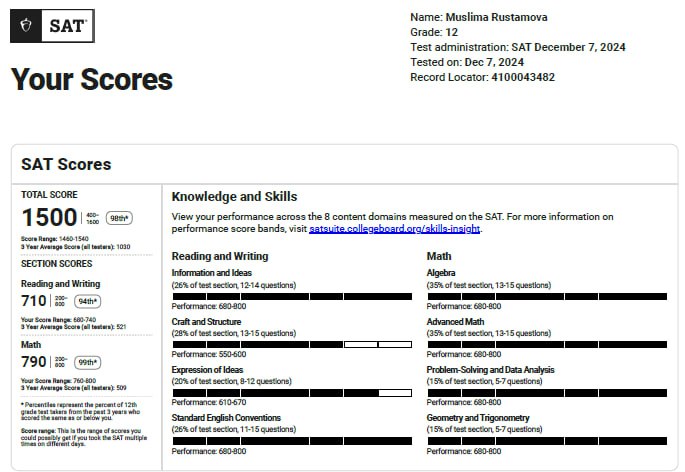 SAT
Name: Muslima Rustamova
Grade: 12
Test administration: SAT December 7, 2024
Tested on: Dec 7, 2024
Record Locator: 4100043482
Your Scores
SAT Scores
TOTAL SCORE
1500 | 400–1600 98th*
Score Range: 1460-1540
3 Year Average Score (all testers): 1030
SECTION SCORES
Reading and Writing
710 | 200–800 94th*
Your Score Range: 680-740
3 Year Average Score (all testers): 521
Math
790 | 200–800 99th*
Your Score Range: 760-800
3 Year Average Score (all testers): 509
* Percentiles represent the percent of 12th
grade test takers from the past 3 years who
scored the same as or below you.
Score range: This is the range of scores you
could possibly get if you took the SAT multiple
times on different days.
Knowledge and Skills
View your performance across the 8 content domains measured on the SAT. For more information on
performance score bands, visit satsuite.collegeboard.org/skills-insight.
Reading and Writing
Information and Ideas
(26% of test section, 12-14 questions)
Performance: 680-800
Craft and Structure
(28% of test section, 13-15 questions)
Performance: 550-600
Expression of Ideas
(20% of test section, 8-12 questions)
Performance: 610-670
Standard English Conventions
(26% of test section, 11-15 questions)
Performance: 680-800
Math
Algebra
(35% of test section, 13-15 questions)
Performance: 680-800
Advanced Math
(35% of test section, 13-15 questions)
Performance: 680-800
Problem-Solving and Data Analysis
(15% of test section, 5-7 questions)
Performance: 680-800
Geometry and Trigonometry
(15% of test section, 5-7 questions)
Performance: 680-800